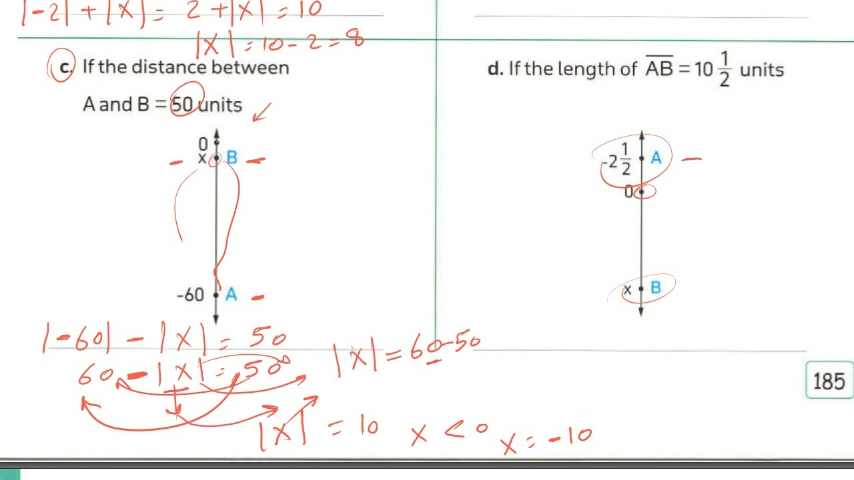 |-2| + |x| = 2 + |x| = 10
|x| = 10 - 2 = 8
c. If the distance between
A and B = 50 units
0
- x B -
-60 A -
|-60| - |x| = 50
60 - |x| = 50
|x| = 60-50
|x| = 10 x < 0 x = -10
d. If the length of AB = 10 1/2 units
-2 1/2 A -
0
x B
185